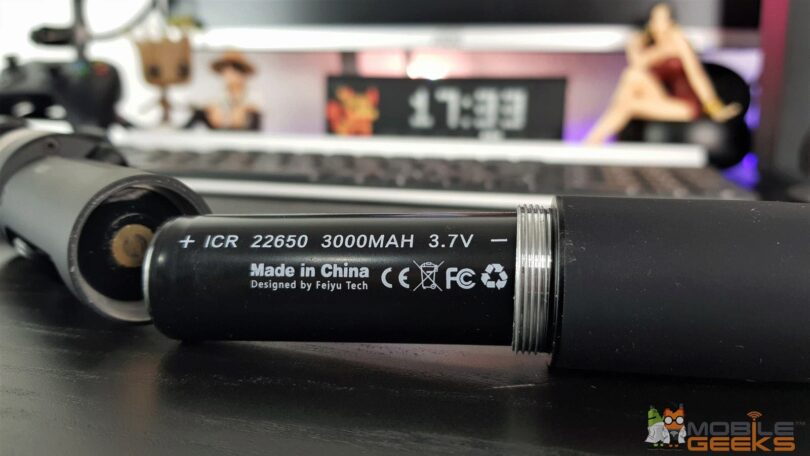 17:33
+ ICR 22650 3000MAH 3.7V −
Made in China
Designed by Feiyu Tech
CE FC
MOBILE
GEEKS